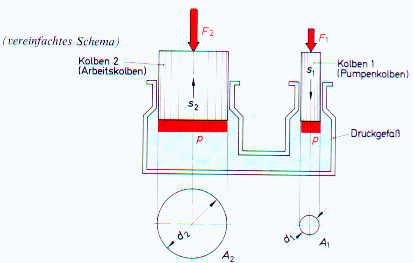 F2
F1
(vereinfachtes Schema)
Kolben 2
(Arbeitskolben)
Kolben 1
(Pumpenkolben)
s1
s2
Druckgefäß
p
p
d2
d1
A2
A1